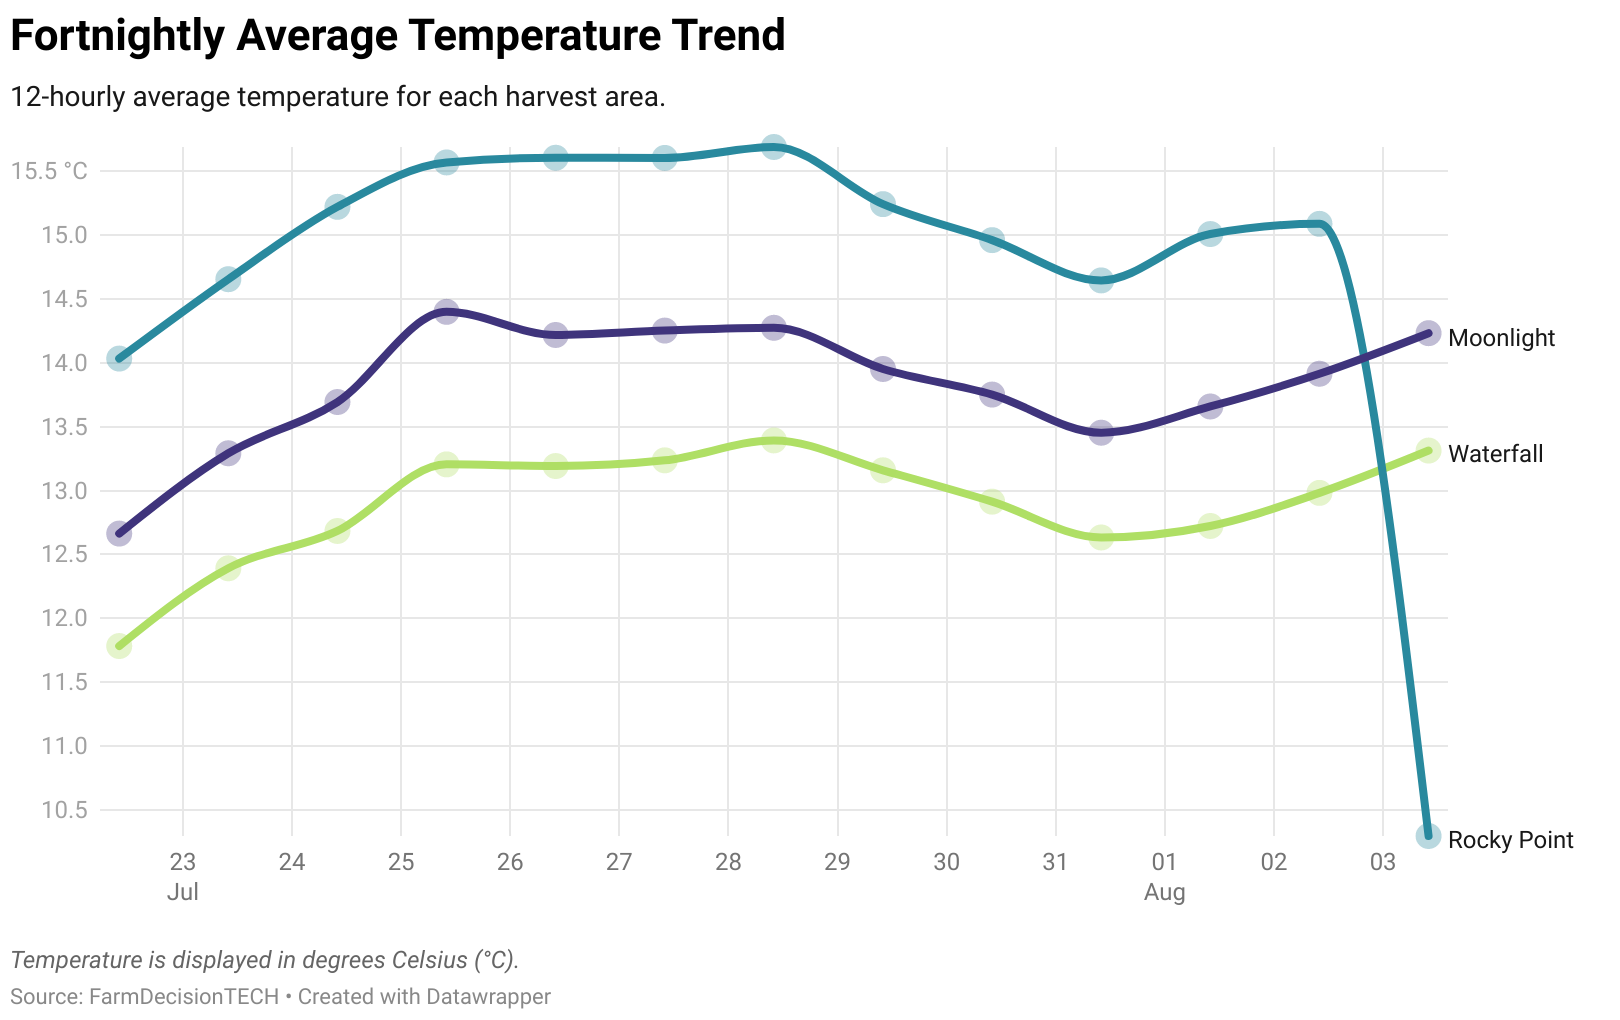 Fortnightly Average Temperature Trend
12-hourly average temperature for each harvest area.
15.5 °C
15.0
14.5
14.0
13.5
13.0
12.5
12.0
11.5
11.0
10.5
Moonlight
Waterfall
Rocky Point
23 24 25 26 27 28 29 30 31 01 02 03
Jul Aug
Temperature is displayed in degrees Celsius (°C).
Source: FarmDecisionTECH • Created with Datawrapper